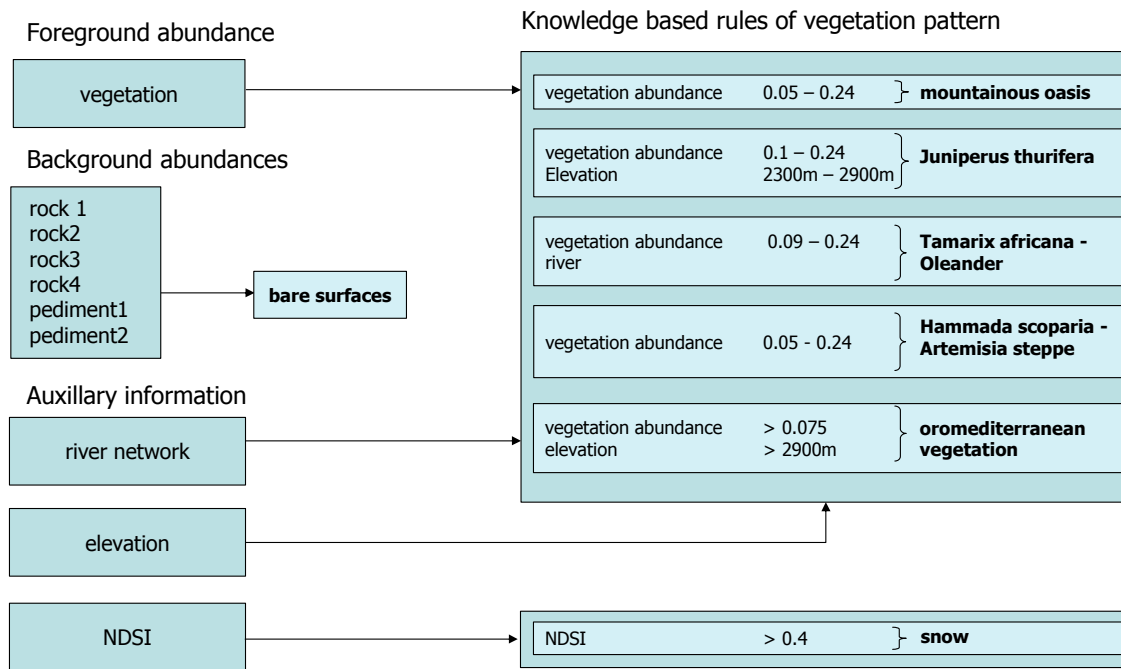 Foreground abundance
vegetation
Background abundances
rock 1
rock2
rock3
rock4
pediment1
pediment2
bare surfaces
Auxillary information
river network
elevation
NDSI
Knowledge based rules of vegetation pattern
vegetation abundance 0.05 – 0.24 mountainous oasis
vegetation abundance 0.1 – 0.24 Juniperus thurifera
Elevation 2300m – 2900m
vegetation abundance 0.09 – 0.24 Tamarix africana -
river Oleander
Hammada scoparia -
vegetation abundance 0.05 - 0.24 Artemisia steppe
vegetation abundance > 0.075 oromediterranean
elevation > 2900m vegetation
NDSI > 0.4 snow